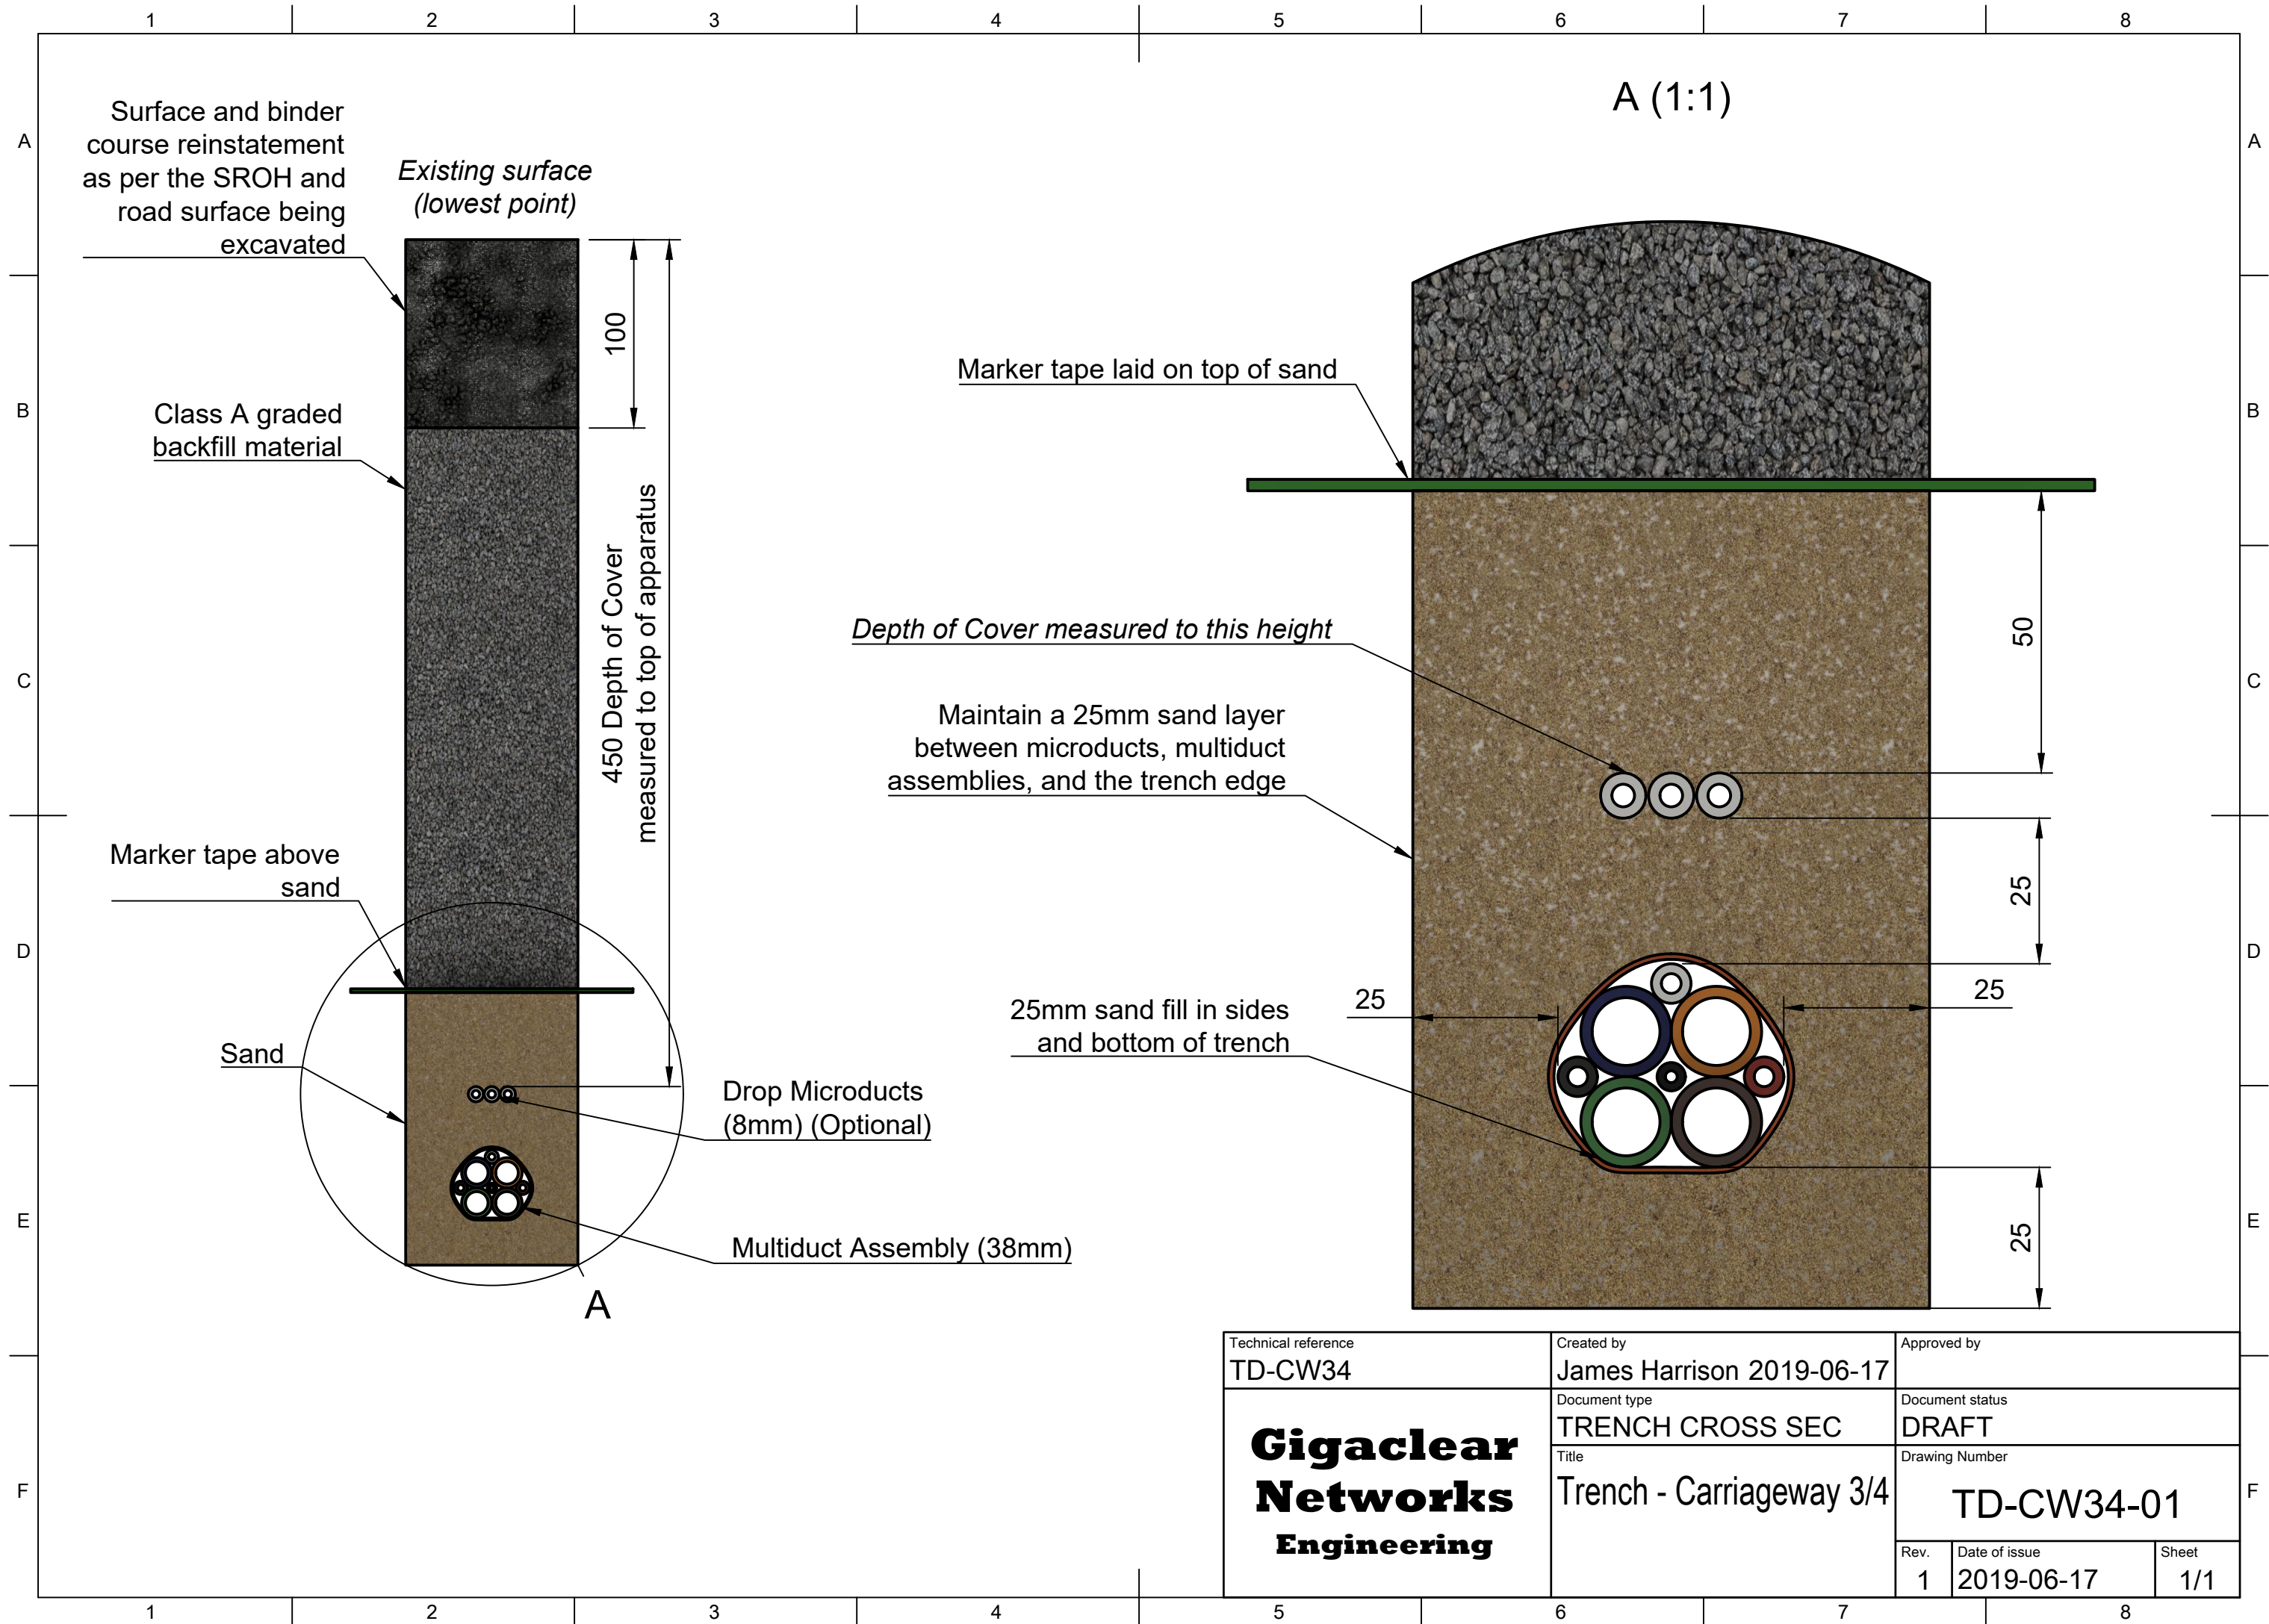 1 2 3 4 5 6 7 8
A (1:1)
Surface and binder
course reinstatement
as per the SROH and
road surface being
excavated
Existing surface
(lowest point)
A
A
100
Marker tape laid on top of sand
Class A graded
backfill material
B
B
450 Depth of Cover
measured to top of apparatus
Depth of Cover measured to this height
50
C
C
Maintain a 25mm sand layer
between microducts, multiduct
assemblies, and the trench edge
Marker tape above
sand
25
D
D
25mm sand fill in sides
and bottom of trench
25
25
Sand
Drop Microducts
(8mm) (Optional)
Multiduct Assembly (38mm)
25
E
E
A
Technical reference
TD-CW34
Created by
James Harrison 2019-06-17
Approved by
Gigaclear
Networks
Engineering
Document type
TRENCH CROSS SEC
Document status
DRAFT
Title
Trench - Carriageway 3/4
Drawing Number
TD-CW34-01
Rev.
1
Date of issue
2019-06-17
Sheet
1/1
F
F
1 2 3 4 5 6 7 8